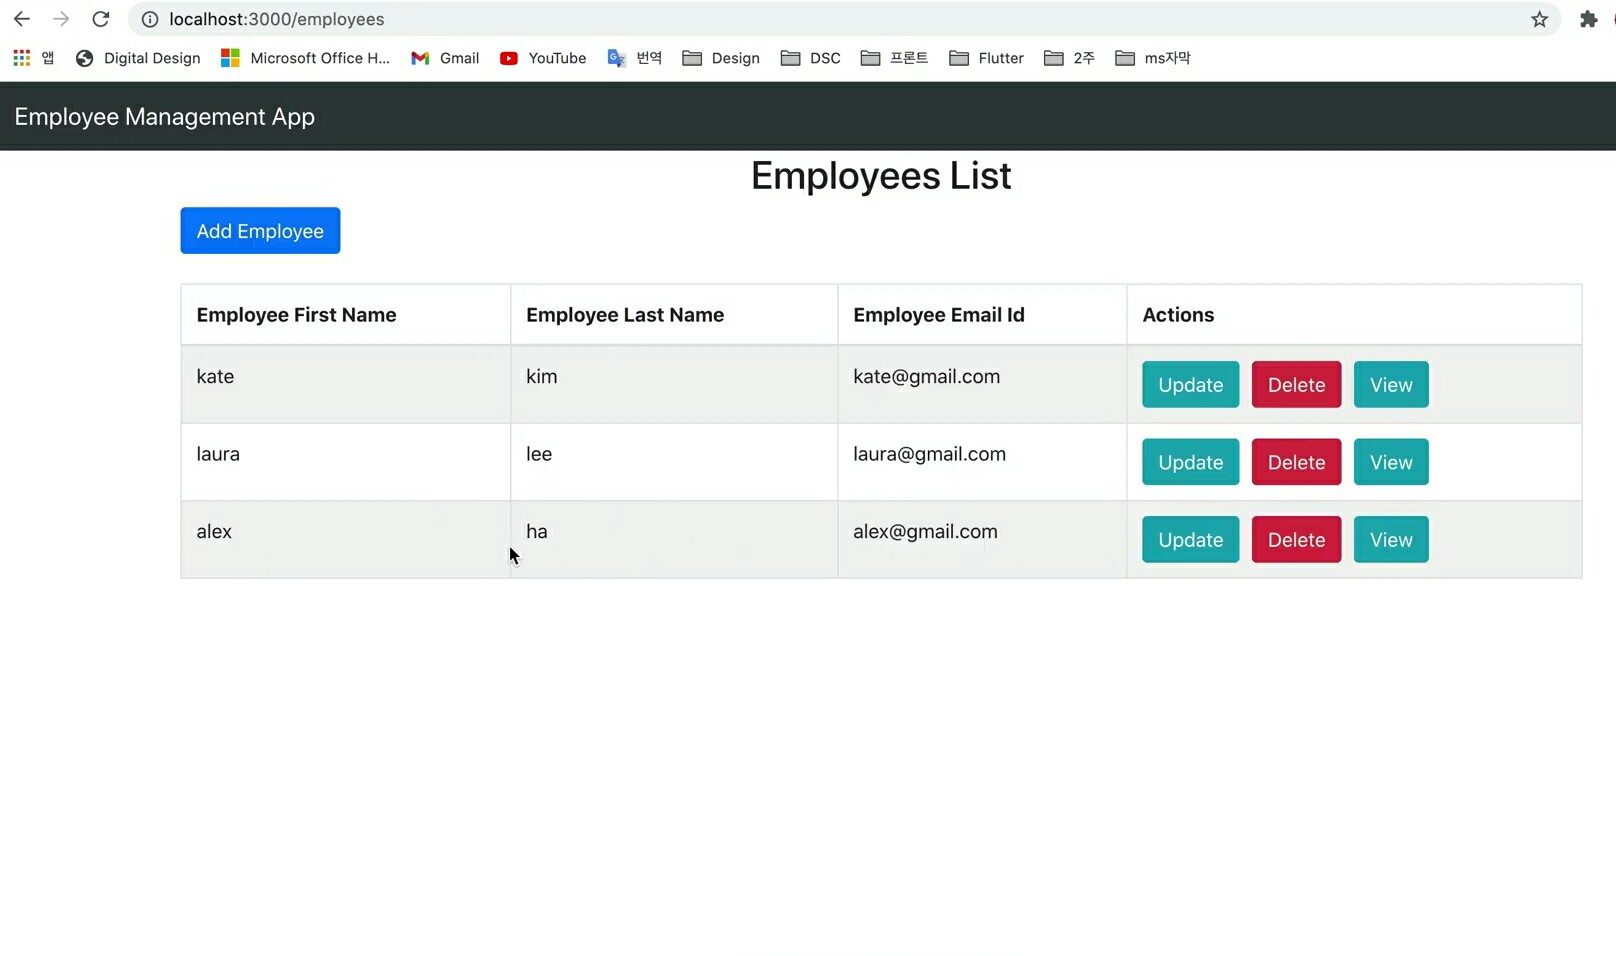 localhost:3000/employees
앱 Digital Design Microsoft Office H... Gmail YouTube 번역 Design DSC 프론트 Flutter 2주 ms자막
Employee Management App
Employees List
Add Employee
Employee First Name Employee Last Name Employee Email Id Actions
kate kim kate@gmail.com Update Delete View
laura lee laura@gmail.com Update Delete View
alex ha alex@gmail.com Update Delete View